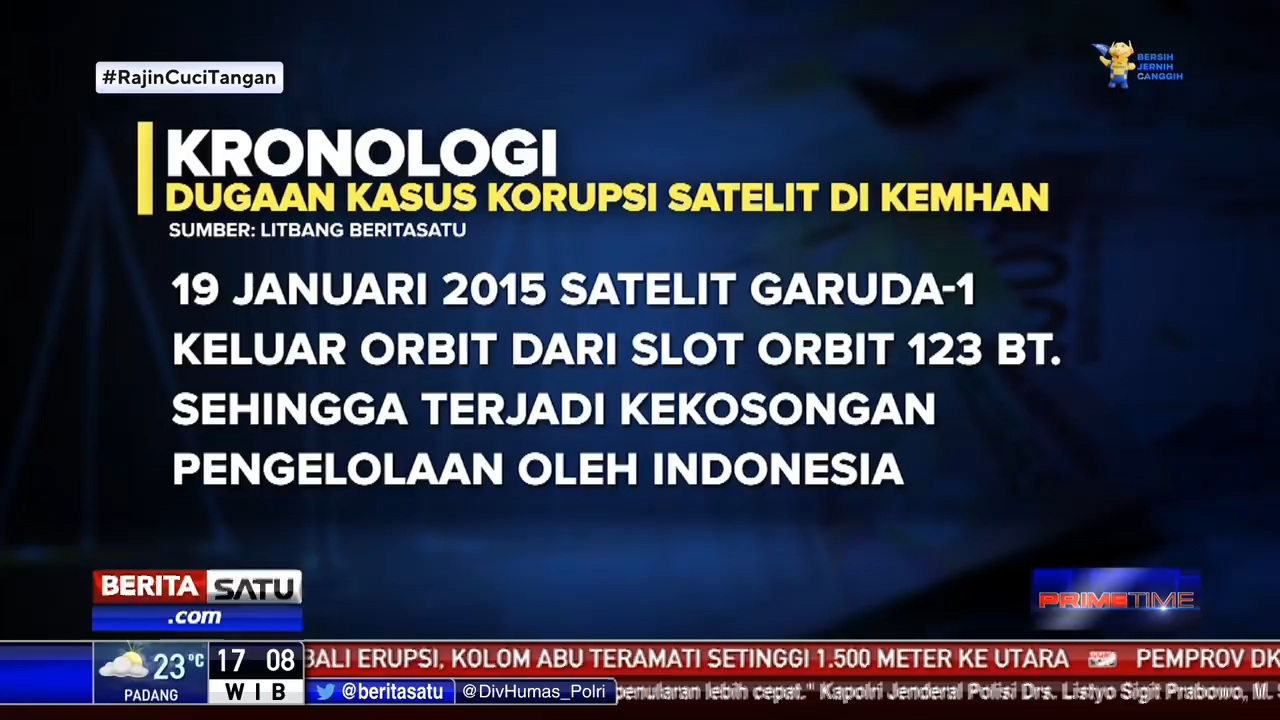 #RajinCuciTangan
BERSIH
JERNIH
CANGGIH
KRONOLOGI
DUGAAN KASUS KORUPSI SATELIT DI KEMHAN
SUMBER: LITBANG BERITASATU
19 JANUARI 2015 SATELIT GARUDA-1
KELUAR ORBIT DARI SLOT ORBIT 123 BT.
SEHINGGA TERJADI KEKOSONGAN
PENGELOLAAN OLEH INDONESIA
BERITA SATU
.com
PRIMETIME
23°C
PADANG
17 08
WIB
BALI ERUPSI, KOLOM ABU TERAMATI SETINGGI 1.500 METER KE UTARA PEMPROV DK
@beritasatu @DivHumas_Polri penularan lebih cepat." Kapolri Jenderal Polisi Drs. Listyo Sigit Prabowo, M.